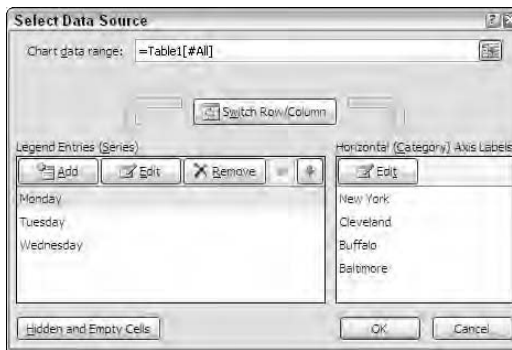 Select Data Source
Chart data range: =Table1[#All]
Switch Row/Column
Legend Entries (Series)
Horizontal (Category) Axis Labels
Add Edit Remove
Edit
Monday
Tuesday
Wednesday
New York
Cleveland
Buffalo
Baltimore
Hidden and Empty Cells
OK Cancel